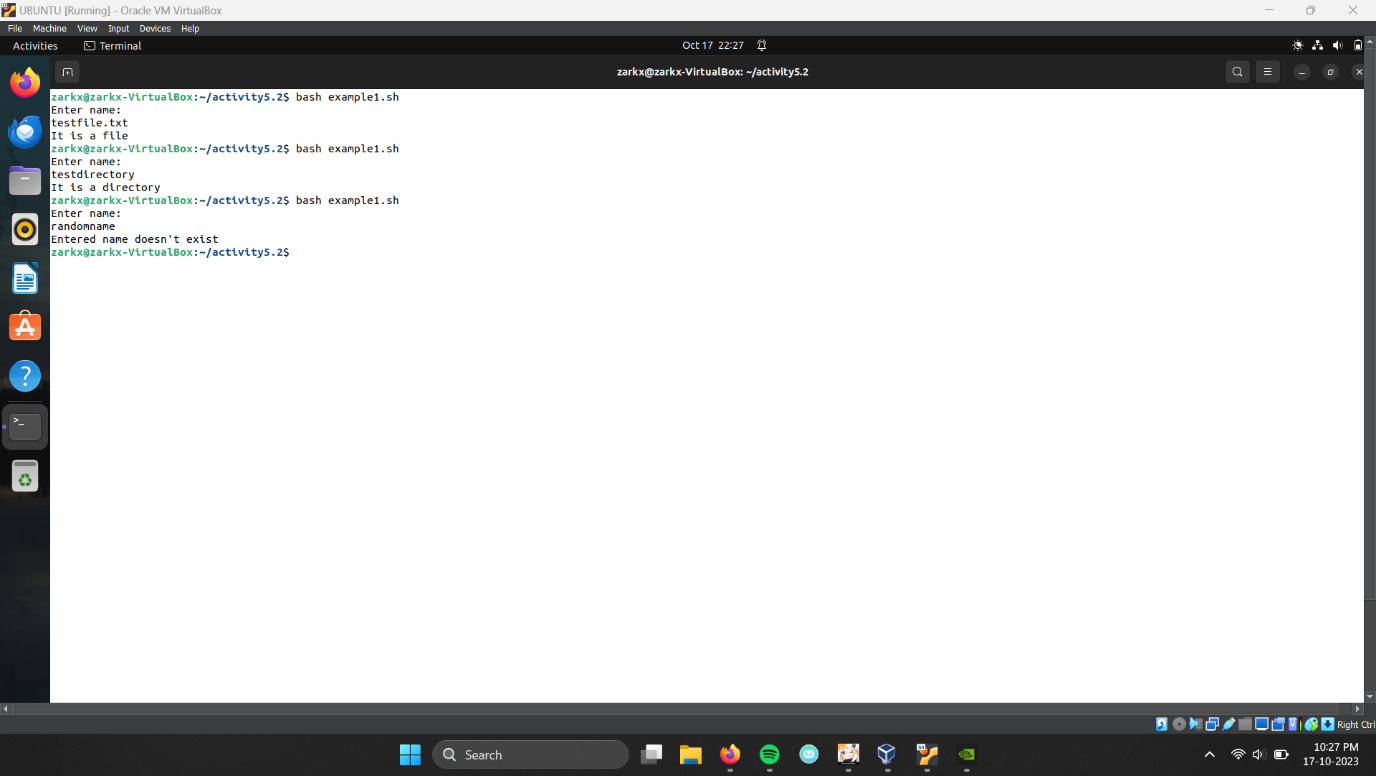 UBUNTU [Running] - Oracle VM VirtualBox
File Machine View Input Devices Help
Activities Terminal Oct 17 22:27
zarkx@zarkx-VirtualBox: ~/activity5.2
zarkx@zarkx-VirtualBox:~/activity5.2$ bash example1.sh
Enter name:
testfile.txt
It is a file
zarkx@zarkx-VirtualBox:~/activity5.2$ bash example1.sh
Enter name:
testdirectory
It is a directory
zarkx@zarkx-VirtualBox:~/activity5.2$ bash example1.sh
Enter name:
randomname
Entered name doesn't exist
zarkx@zarkx-VirtualBox:~/activity5.2$
Right Ctrl
Search
10:27 PM
17-10-2023